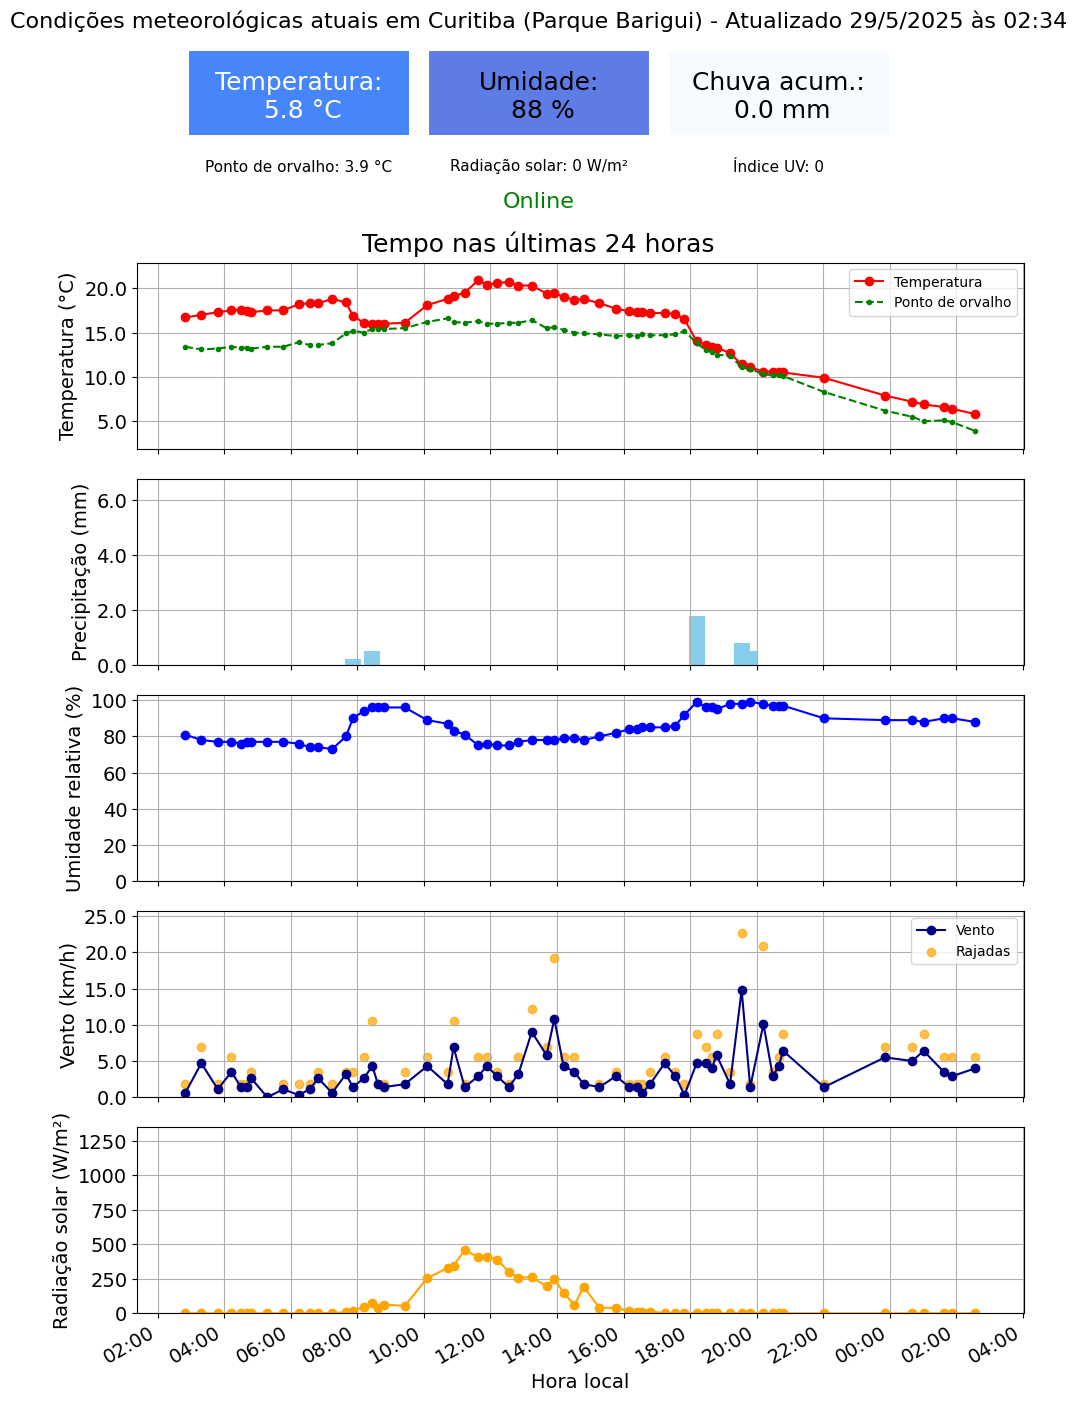 Condições meteorológicas atuais em Curitiba (Parque Barigui) - Atualizado 29/5/2025 às 02:34
Temperatura:
5.8 °C
Umidade:
88 %
Chuva acum.:
0.0 mm
Ponto de orvalho: 3.9 °C
Radiação solar: 0 W/m²
Índice UV: 0
Online
Tempo nas últimas 24 horas
Temperatura (°C)
20.0
15.0
10.0
5.0
Temperatura
Ponto de orvalho
Precipitação (mm)
6.0
4.0
2.0
0.0
Umidade relativa (%)
100
80
60
40
20
0
Vento (km/h)
25.0
20.0
15.0
10.0
5.0
0.0
Vento
Rajadas
Radiação solar (W/m²)
1250
1000
750
500
250
0
02:00
04:00
06:00
08:00
10:00
12:00
14:00
16:00
18:00
20:00
22:00
00:00
02:00
04:00
Hora local